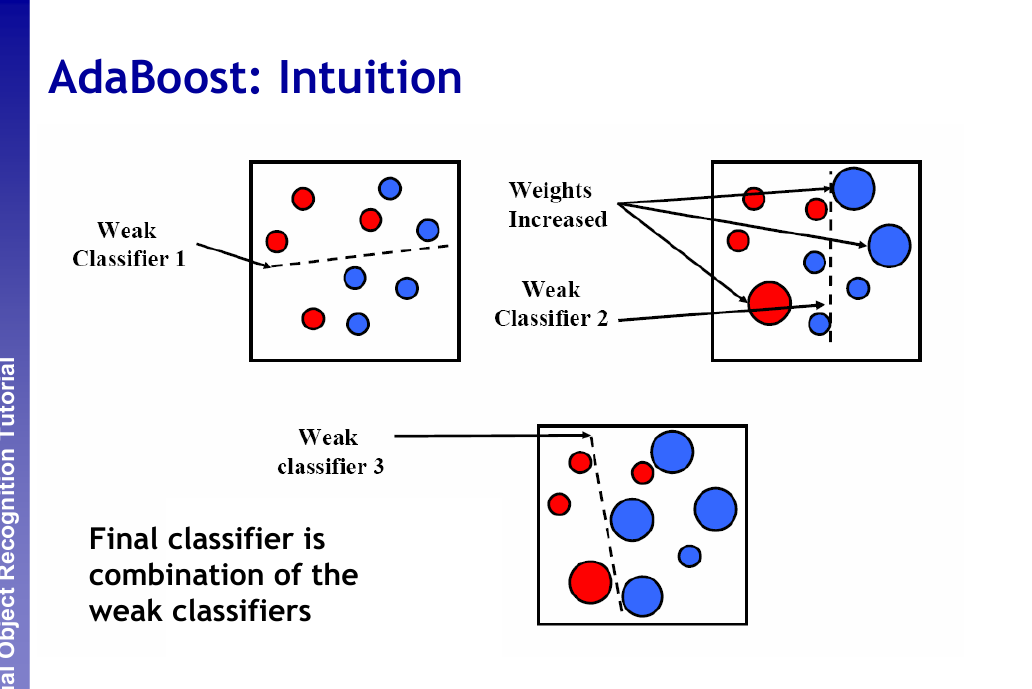 AdaBoost: Intuition
Weak
Classifier 1
Weights
Increased
Weak
Classifier 2
Weak
classifier 3
Final classifier is
combination of the
weak classifiers
Object Recognition Tutorial